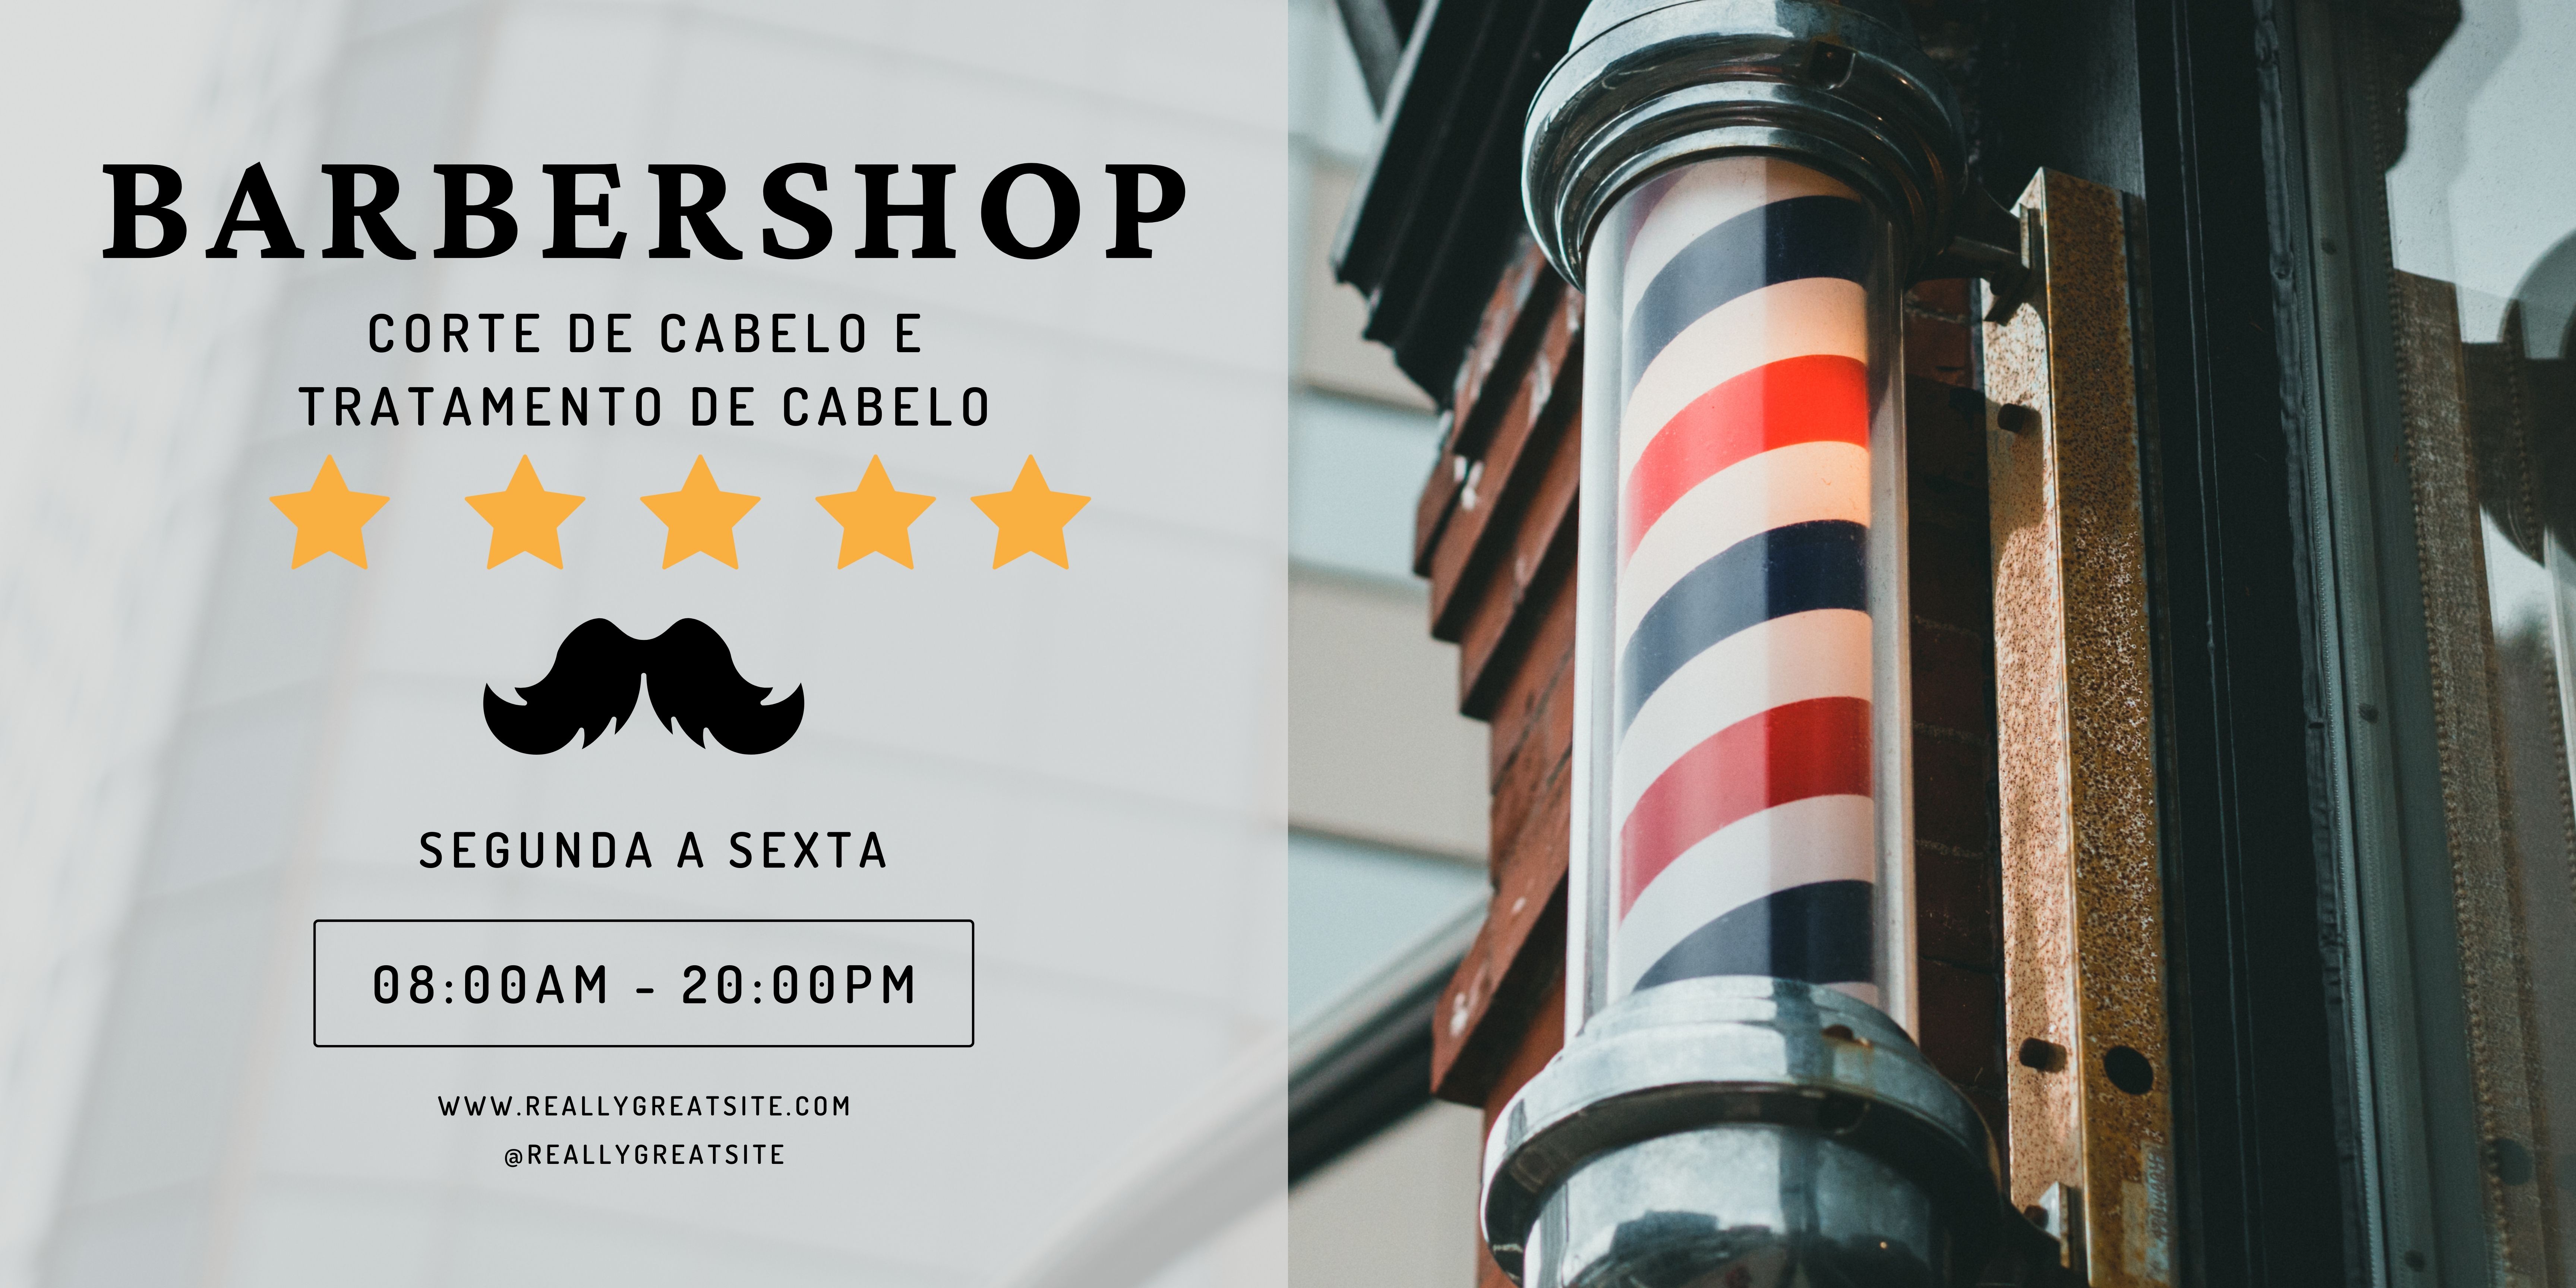 BARBERSHOP
CORTE DE CABELO E
TRATAMENTO DE CABELO
SEGUNDA A SEXTA
08:00AM - 20:00PM
WWW.REALLYGREATSITE.COM
@REALLYGREATSITE